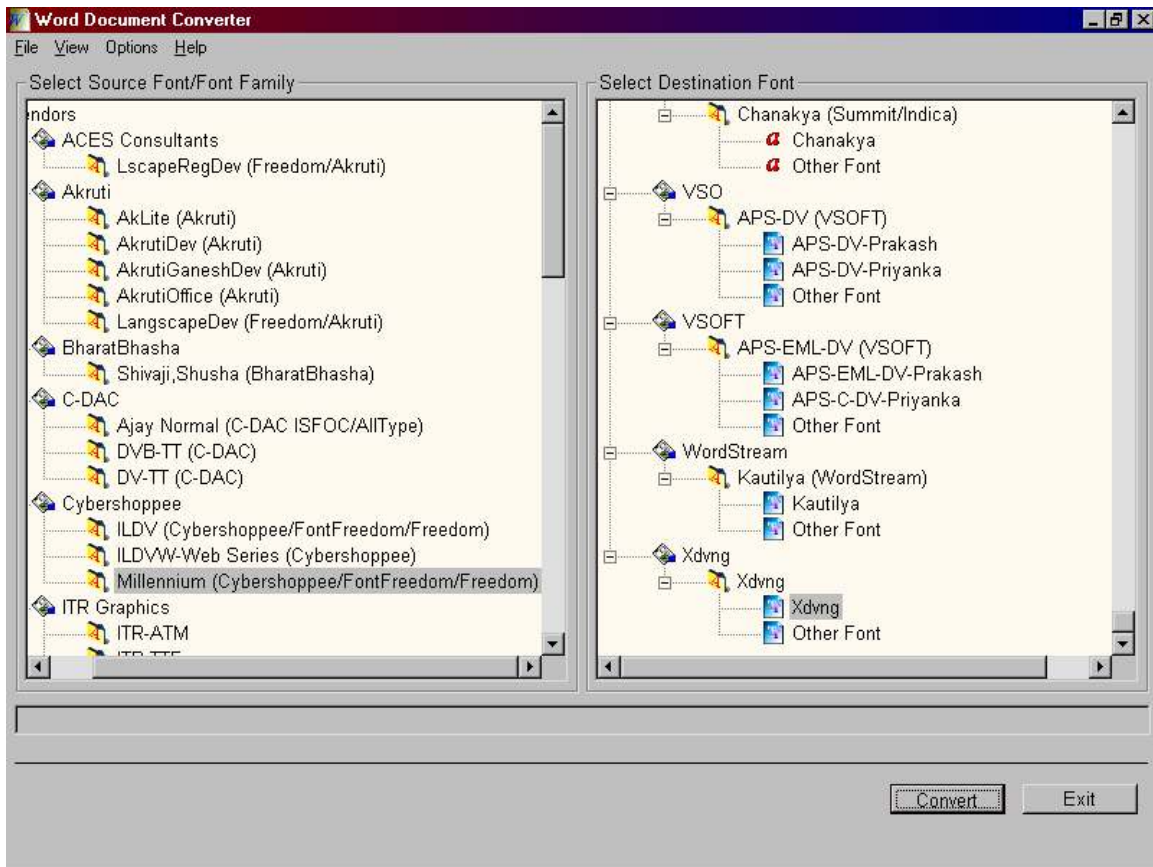 Word Document Converter
File View Options Help
Select Source Font/Font Family
ndors
ACES Consultants
LscapeRegDev (Freedom/Akruti)
Akruti
AkLite (Akruti)
AkrutiDev (Akruti)
AkrutiGaneshDev (Akruti)
AkrutiOffice (Akruti)
LangscapeDev (Freedom/Akruti)
BharatBhasha
Shivaji,Shusha (BharatBhasha)
C-DAC
Ajay Normal (C-DAC ISFOC/AllType)
DVB-TT (C-DAC)
DV-TT (C-DAC)
Cybershoppee
ILDV (Cybershoppee/FontFreedom/Freedom)
ILDVW-Web Series (Cybershoppee)
Millennium (Cybershoppee/FontFreedom/Freedom)
ITR Graphics
ITR-ATM
ITR-TTF
Select Destination Font
Chanakya (Summit/Indica)
Chanakya
Other Font
VSO
APS-DV (VSOFT)
APS-DV-Prakash
APS-DV-Priyanka
Other Font
VSOFT
APS-EML-DV (VSOFT)
APS-EML-DV-Prakash
APS-C-DV-Priyanka
Other Font
WordStream
Kautilya (WordStream)
Kautilya
Other Font
Xdvng
Xdvng
Xdvng
Other Font
Convert Exit